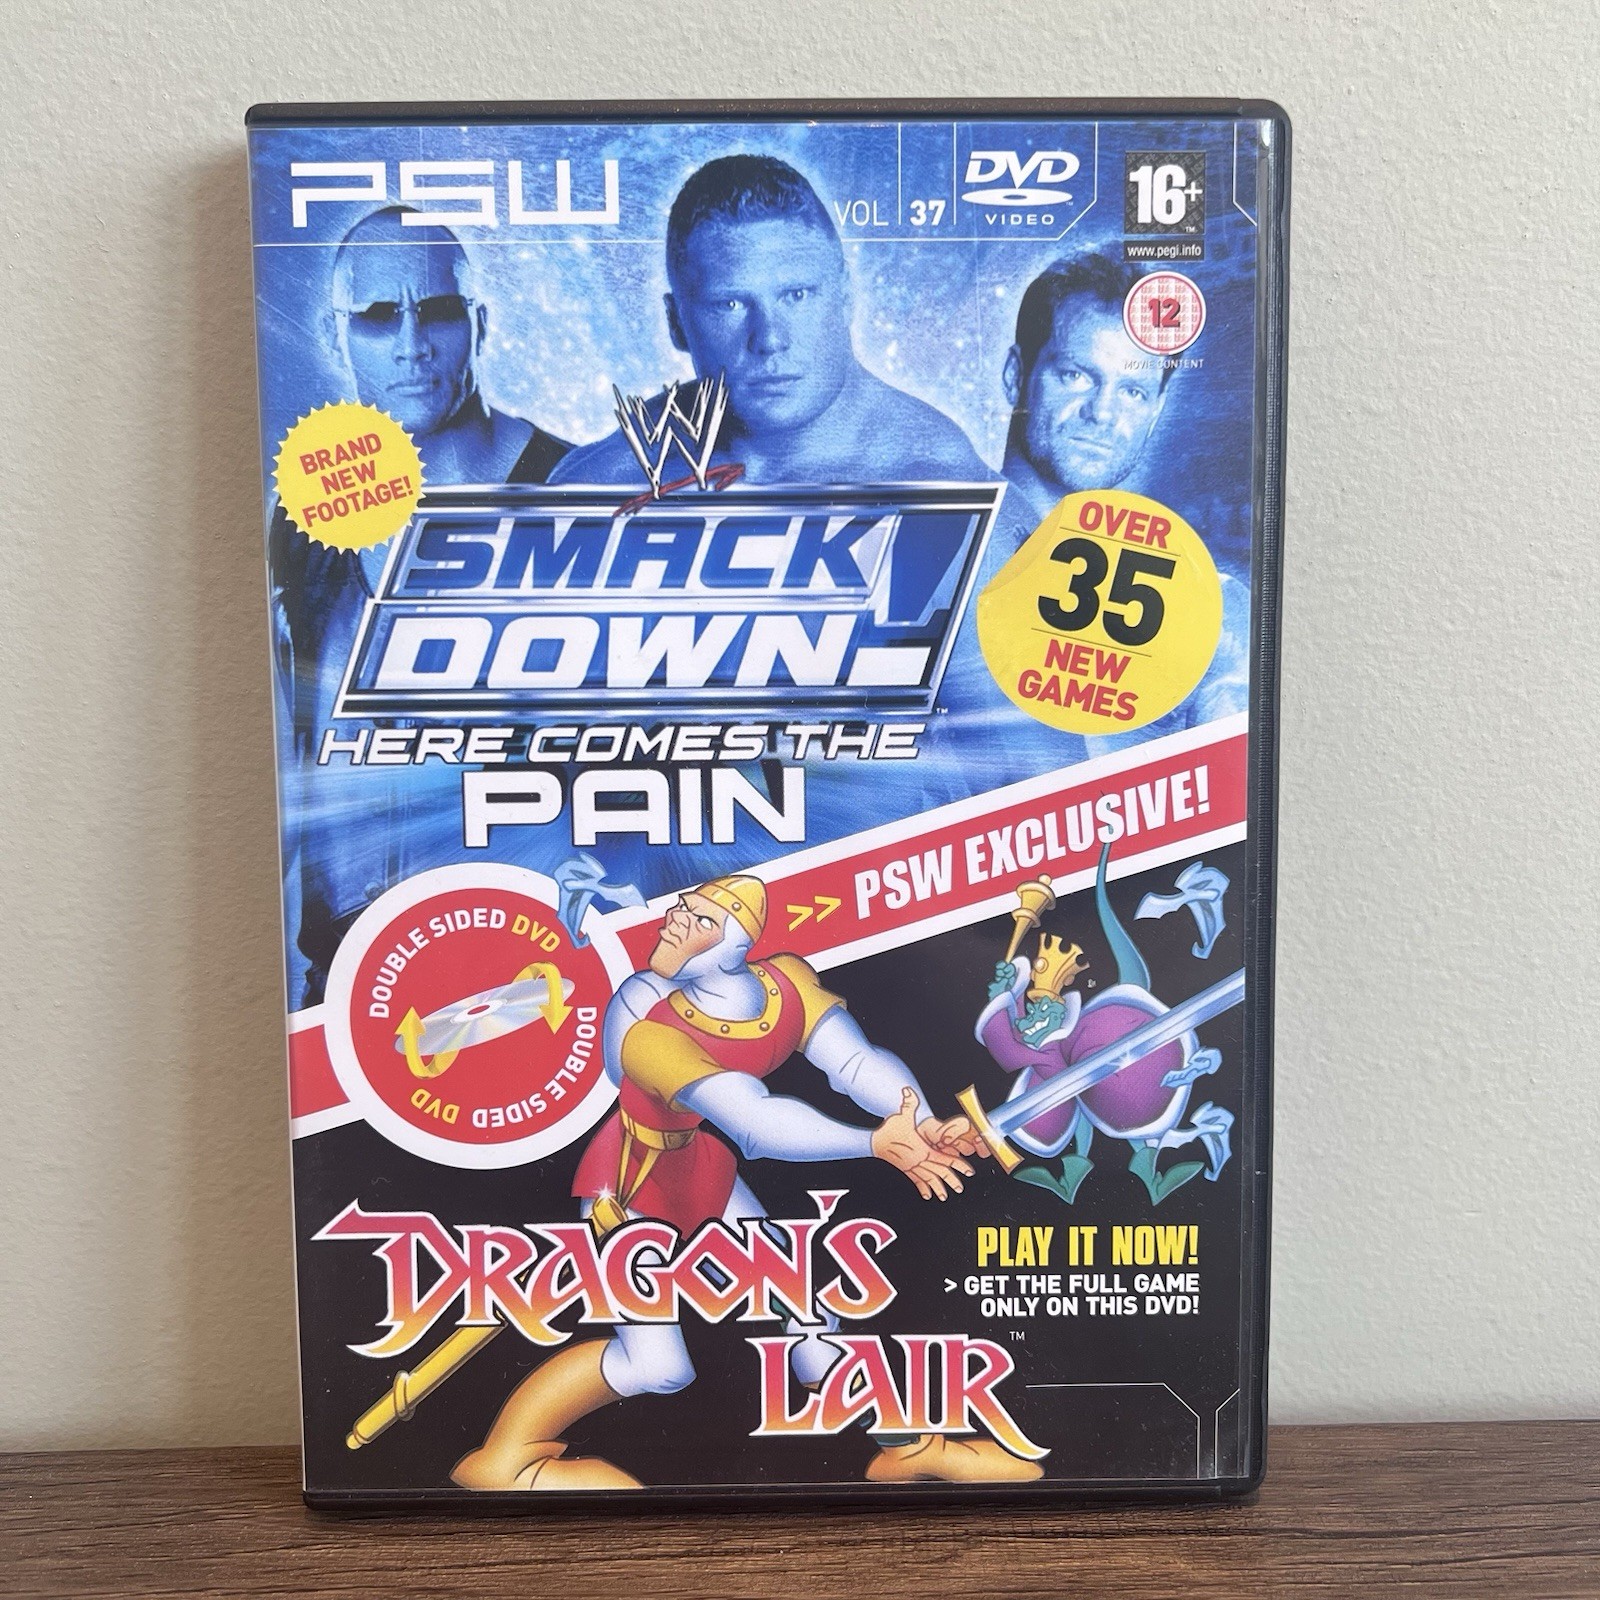 PSW
VOL 37
DVD
VIDEO
16+
www.pegi.info
12
MOVIE CONTENT
BRAND
NEW
FOOTAGE!
W
SMACK
DOWN!
HERE COMES THE
PAIN
OVER
35
NEW
GAMES
>> PSW EXCLUSIVE!
DOUBLE SIDED DVD
DOUBLE SIDED DVD
DRAGON'S
LAIR™
PLAY IT NOW!
> GET THE FULL GAME
ONLY ON THIS DVD!